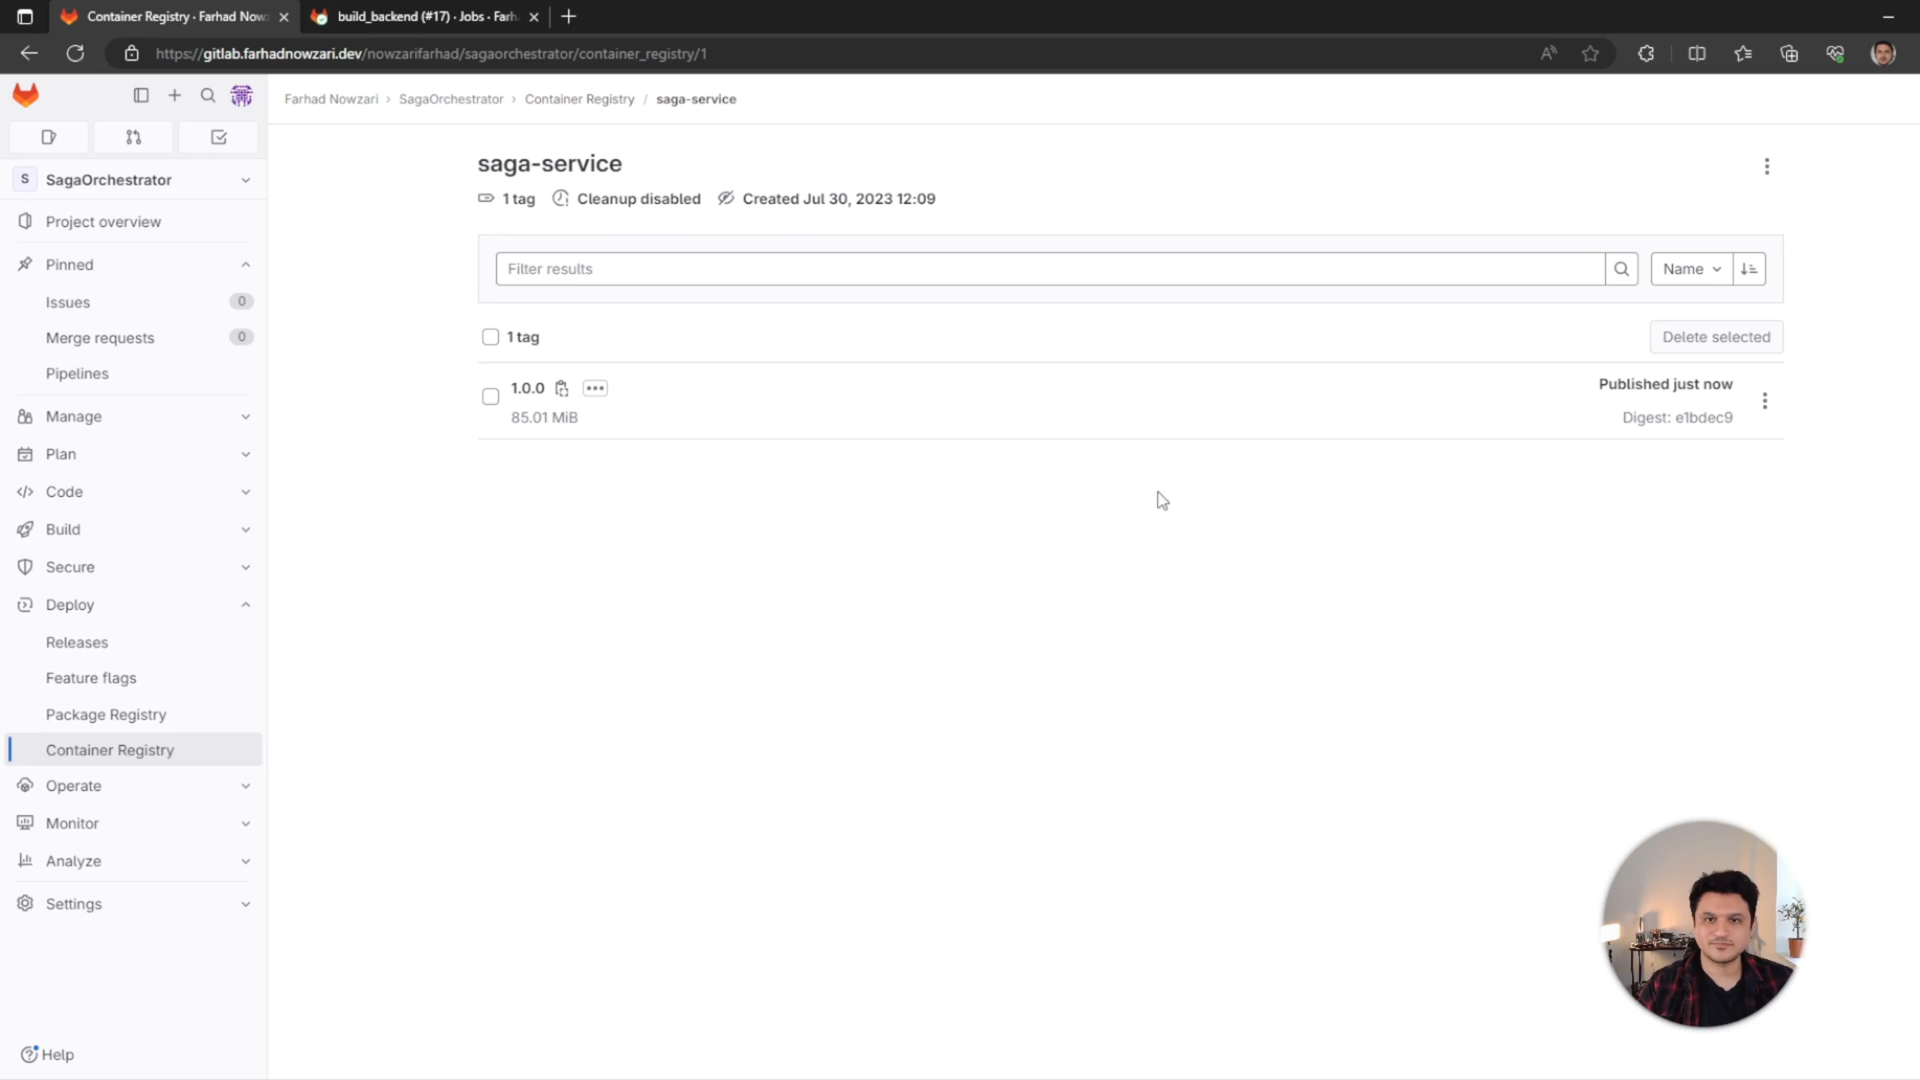 Container Registry · Farhad Now
build_backend (#17) · Jobs · Farh
https://gitlab.farhadnowzari.dev/nowzarifarhad/sagaorchestrator/container_registry/1
Farhad Nowzari › SagaOrchestrator › Container Registry / saga-service
S SagaOrchestrator
Project overview
Pinned
Issues 0
Merge requests 0
Pipelines
Manage
Plan
Code
Build
Secure
Deploy
Releases
Feature flags
Package Registry
Container Registry
Operate
Monitor
Analyze
Settings
Help
saga-service
1 tag Cleanup disabled Created Jul 30, 2023 12:09
Filter results Name
1 tag Delete selected
1.0.0 Published just now
85.01 MiB Digest: e1bdec9